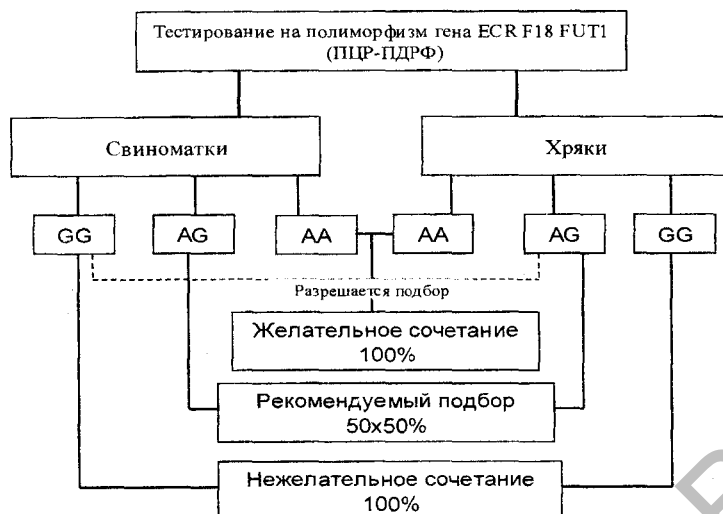 Тестирование на полиморфизм гена ECR F18 FUT1
(ПЦР-ПДРФ)
Свиноматки
Хряки
GG
AG
AA
AA
AG
GG
Разрешается подбор
Желательное сочетание
100%
Рекомендуемый подбор
50x50%
Нежелательное сочетание
100%